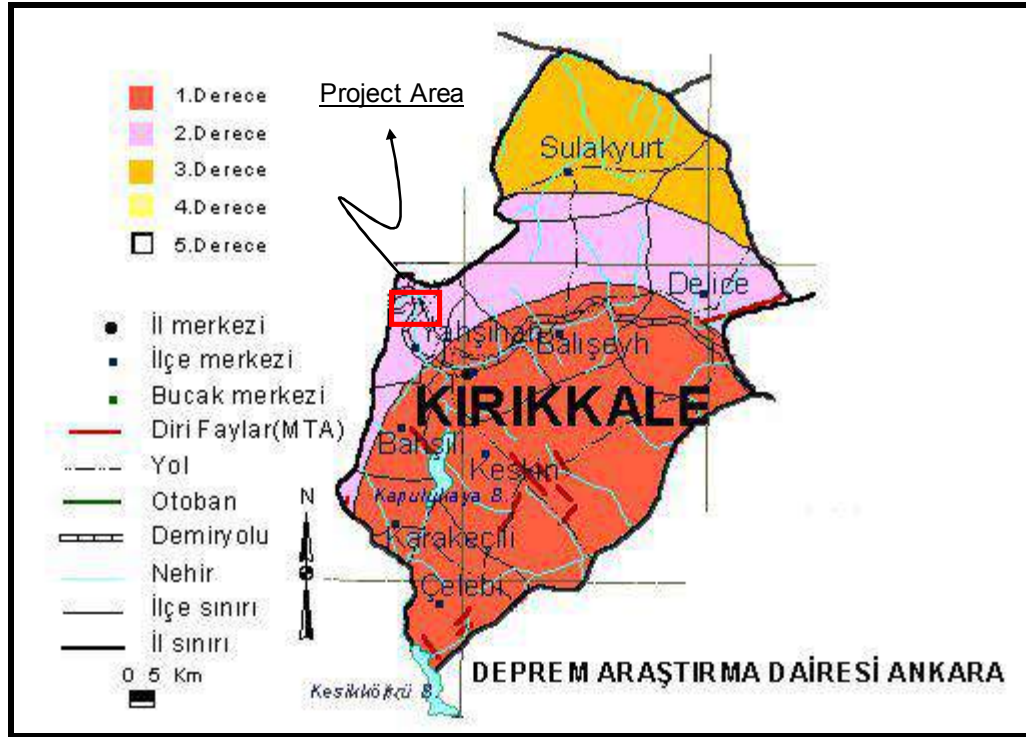 Project Area
1.Derece
2.Derece
3.Derece
4.Derece
5.Derece
İl merkezi
İlçe merkezi
Bucak merkezi
Diri Faylar(MTA)
Yol
Otoban
Demiryolu
Nehir
İlçe sınırı
İl sınırı
0 5 Km
N
Sulakyurt
Delice
Yahşihan
Balışeyh
KIRIKKALE
Bahşili
Keskin
Kapulukaya B.
Karakeçili
Çelebi
Kesikköprü B.
DEPREM ARAŞTIRMA DAİRESİ ANKARA